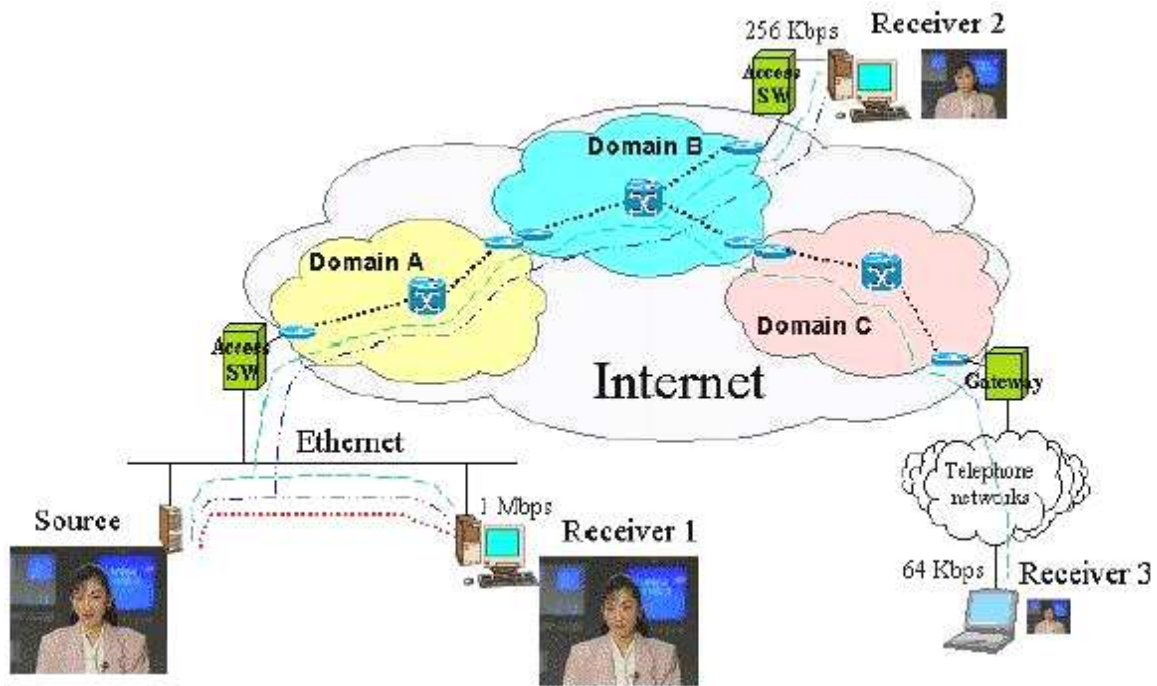 256 Kbps
Receiver 2
Access
SW
Domain B
Domain A
Domain C
Access
SW
Internet
Gateway
Ethernet
Telephone
networks
Source
1 Mbps
Receiver 1
64 Kbps
Receiver 3